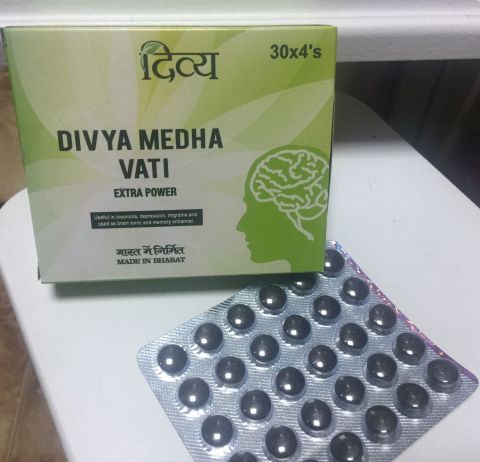 दिव्य
30x4's
DIVYA MEDHA
VATI
EXTRA POWER
Useful in insomnia, depression, migraine and
used as brain tonic and memory enhancer.
भारत में निर्मित
MADE IN BHARAT